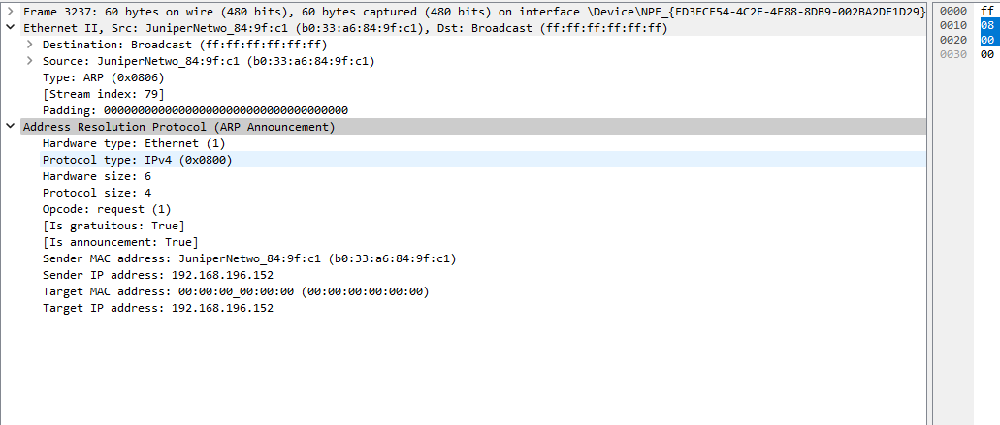 Frame 3237: 60 bytes on wire (480 bits), 60 bytes captured (480 bits) on interface \Device\NPF_{FD3ECE54-4C2F-4E88-8DB9-002BA2DE1D29}
Ethernet II, Src: JuniperNetwo_84:9f:c1 (b0:33:a6:84:9f:c1), Dst: Broadcast (ff:ff:ff:ff:ff:ff)
Destination: Broadcast (ff:ff:ff:ff:ff:ff)
Source: JuniperNetwo_84:9f:c1 (b0:33:a6:84:9f:c1)
Type: ARP (0x0806)
[Stream index: 79]
Padding: 000000000000000000000000000000000000
Address Resolution Protocol (ARP Announcement)
Hardware type: Ethernet (1)
Protocol type: IPv4 (0x0800)
Hardware size: 6
Protocol size: 4
Opcode: request (1)
[Is gratuitous: True]
[Is announcement: True]
Sender MAC address: JuniperNetwo_84:9f:c1 (b0:33:a6:84:9f:c1)
Sender IP address: 192.168.196.152
Target MAC address: 00:00:00_00:00:00 (00:00:00:00:00:00)
Target IP address: 192.168.196.152
0000 ff
0010 08
0020 00
0030 00